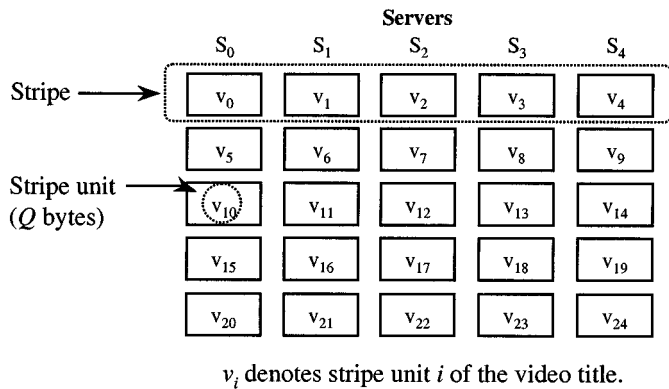 Servers
S₀ S₁ S₂ S₃ S₄
Stripe
v₀ v₁ v₂ v₃ v₄
v₅ v₆ v₇ v₈ v₉
Stripe unit
(Q bytes)
v₁₀ v₁₁ v₁₂ v₁₃ v₁₄
v₁₅ v₁₆ v₁₇ v₁₈ v₁₉
v₂₀ v₂₁ v₂₂ v₂₃ v₂₄
vᵢ denotes stripe unit i of the video title.